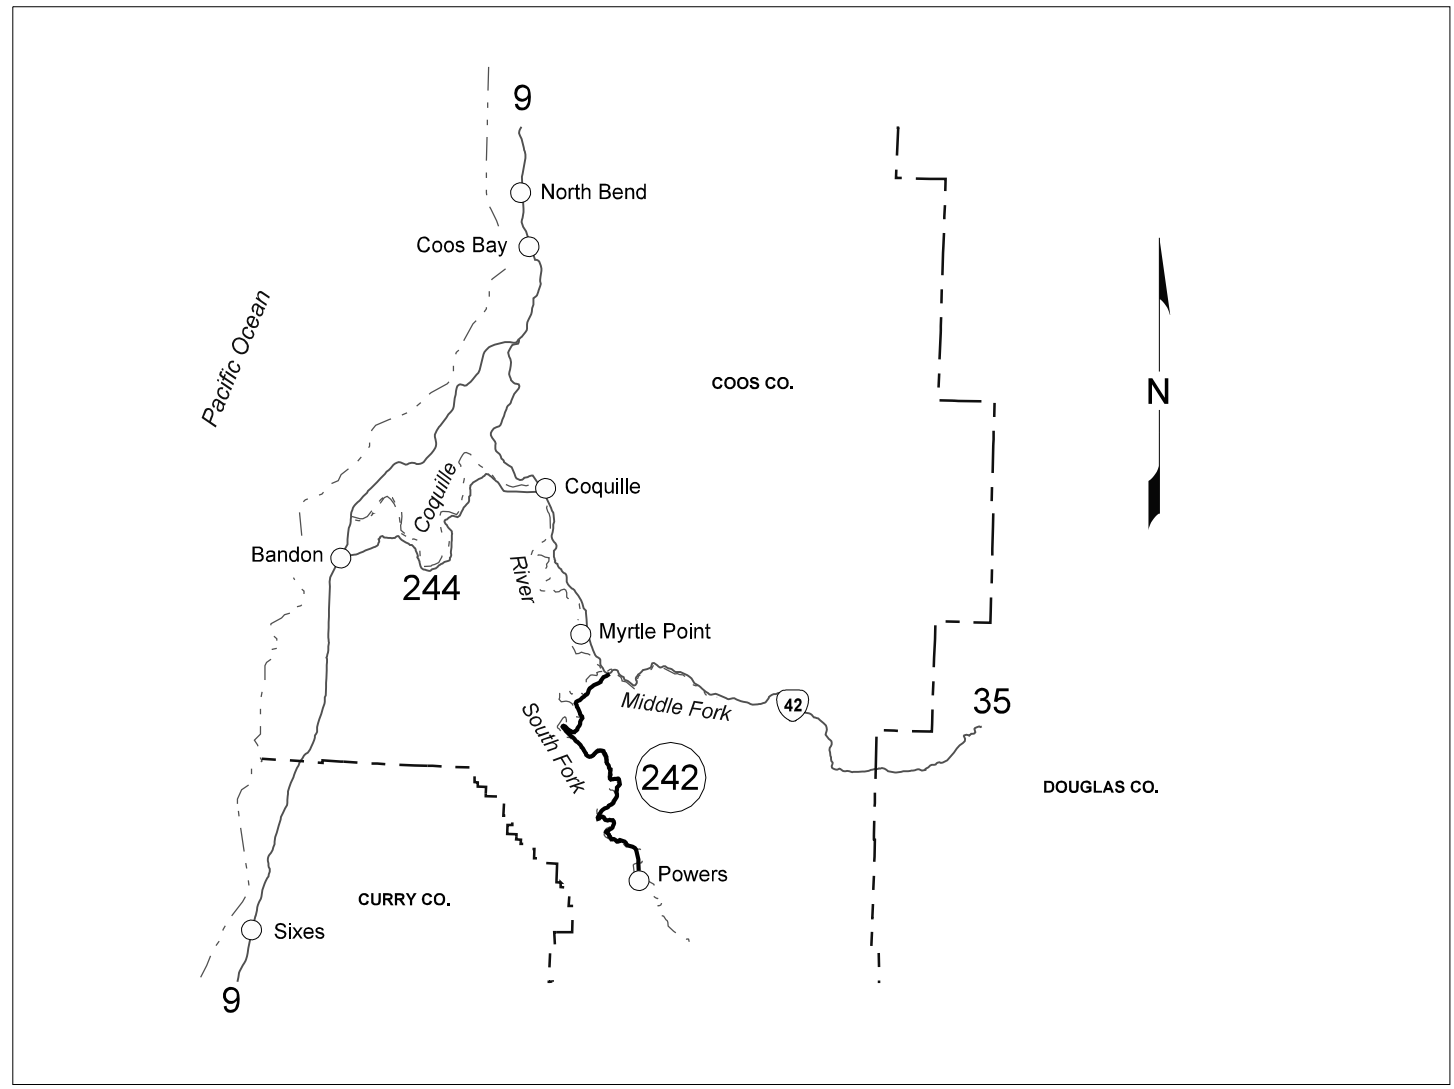 9
North Bend
Coos Bay
Pacific Ocean
COOS CO.
N
Coquille
Coquille
Bandon
244
River
Myrtle Point
Middle Fork
42
35
South Fork
242
DOUGLAS CO.
Powers
CURRY CO.
Sixes
9